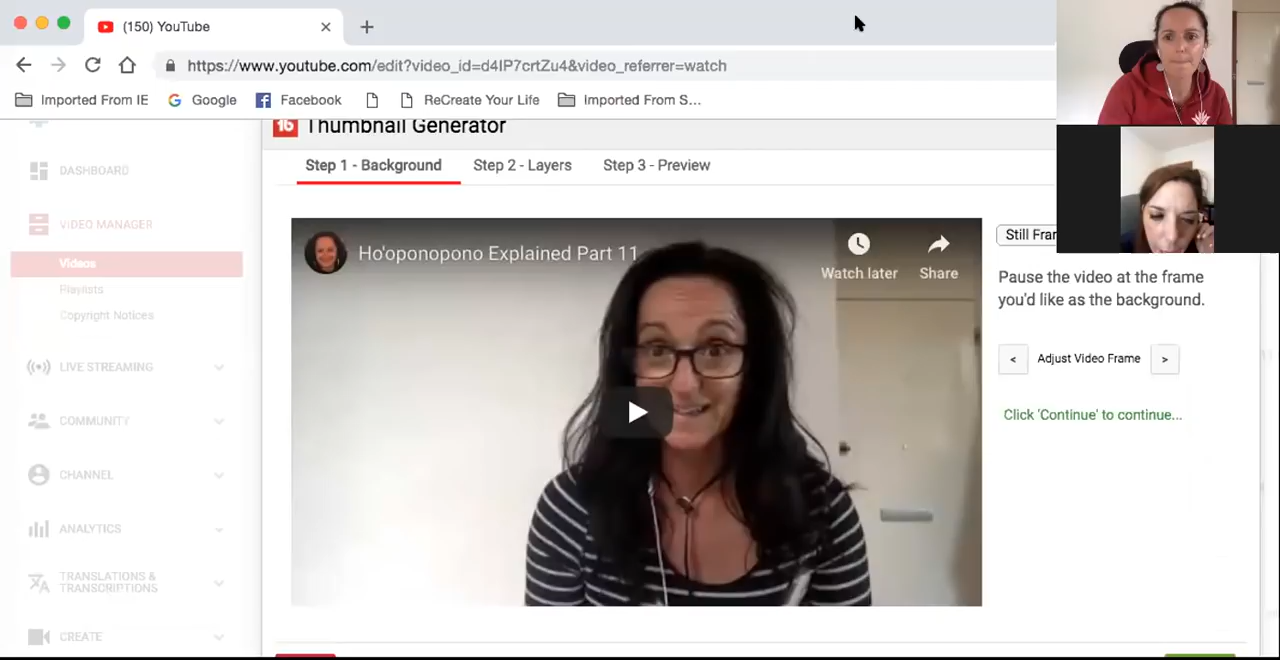 (150) YouTube
https://www.youtube.com/edit?video_id=d4IP7crtZu4&video_referrer=watch
Imported From IE
Google
Facebook
ReCreate Your Life
Imported From S...
16 Thumbnail Generator
Step 1 - Background
Step 2 - Layers
Step 3 - Preview
DASHBOARD
VIDEO MANAGER
Videos
Playlists
Copyright Notices
LIVE STREAMING
COMMUNITY
CHANNEL
ANALYTICS
TRANSLATIONS &
TRANSCRIPTIONS
CREATE
Ho'oponopono Explained Part 11
Watch later
Share
Still Fram
Pause the video at the frame
you'd like as the background.
< Adjust Video Frame >
Click 'Continue' to continue...